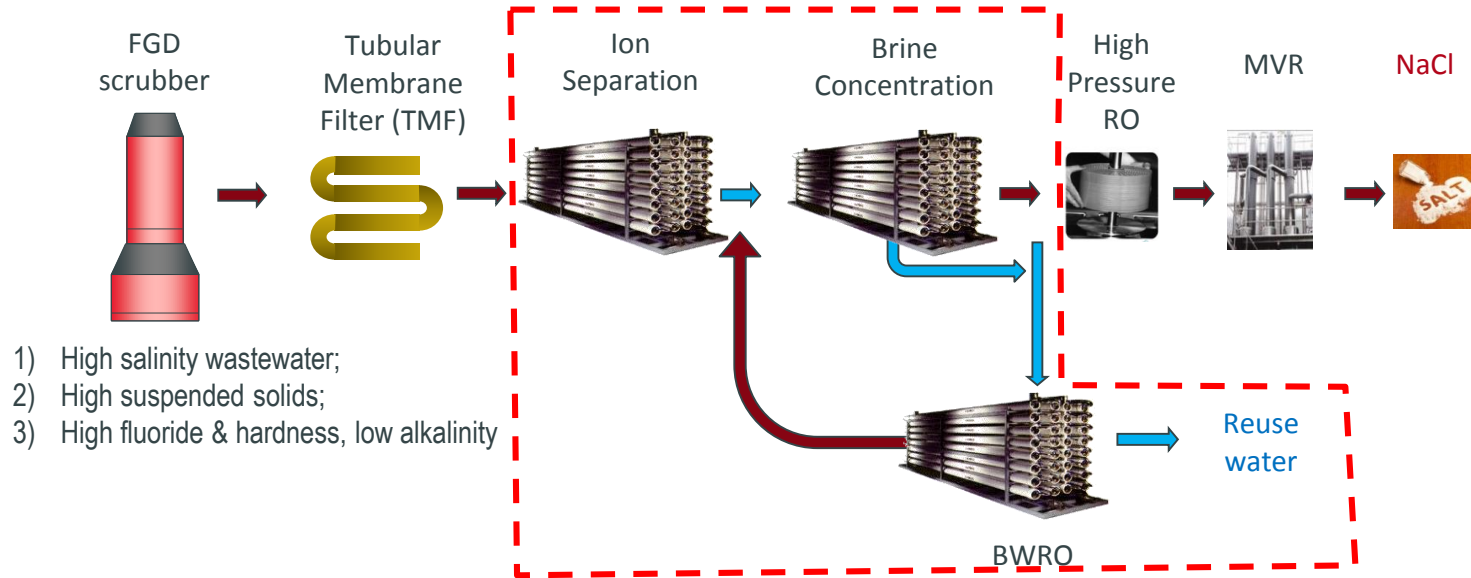 FGD
scrubber
Tubular
Membrane
Filter (TMF)
Ion
Separation
Brine
Concentration
High
Pressure
RO
MVR
NaCl
SALT
1) High salinity wastewater;
2) High suspended solids;
3) High fluoride & hardness, low alkalinity
Reuse
water
BWRO